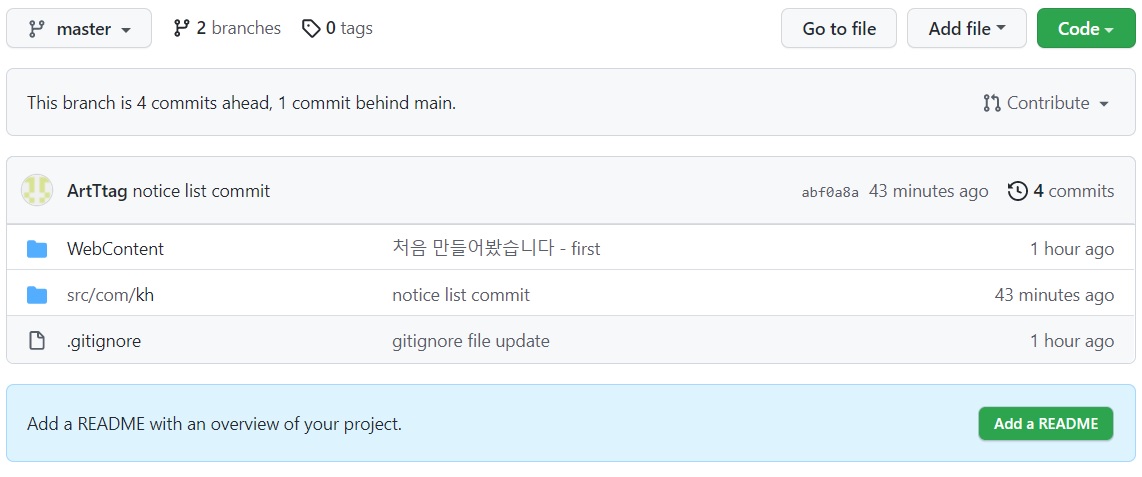 master 2 branches 0 tags Go to file Add file Code
This branch is 4 commits ahead, 1 commit behind main. Contribute
ArtTtag notice list commit abf0a8a 43 minutes ago 4 commits
WebContent 처음 만들어봤습니다 - first 1 hour ago
src/com/kh notice list commit 43 minutes ago
.gitignore gitignore file update 1 hour ago
Add a README with an overview of your project. Add a README